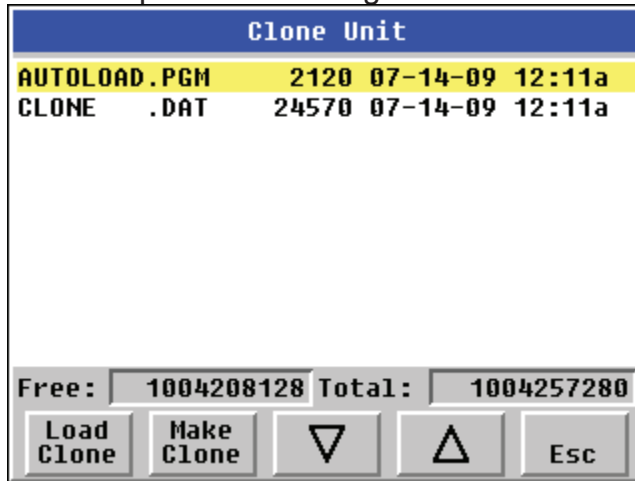 Clone Unit
AUTOLOAD.PGM 2120 07-14-09 12:11a
CLONE .DAT 24570 07-14-09 12:11a
Free: 1004208128 Total: 1004257280
Load Clone Make Clone ▽ △ Esc